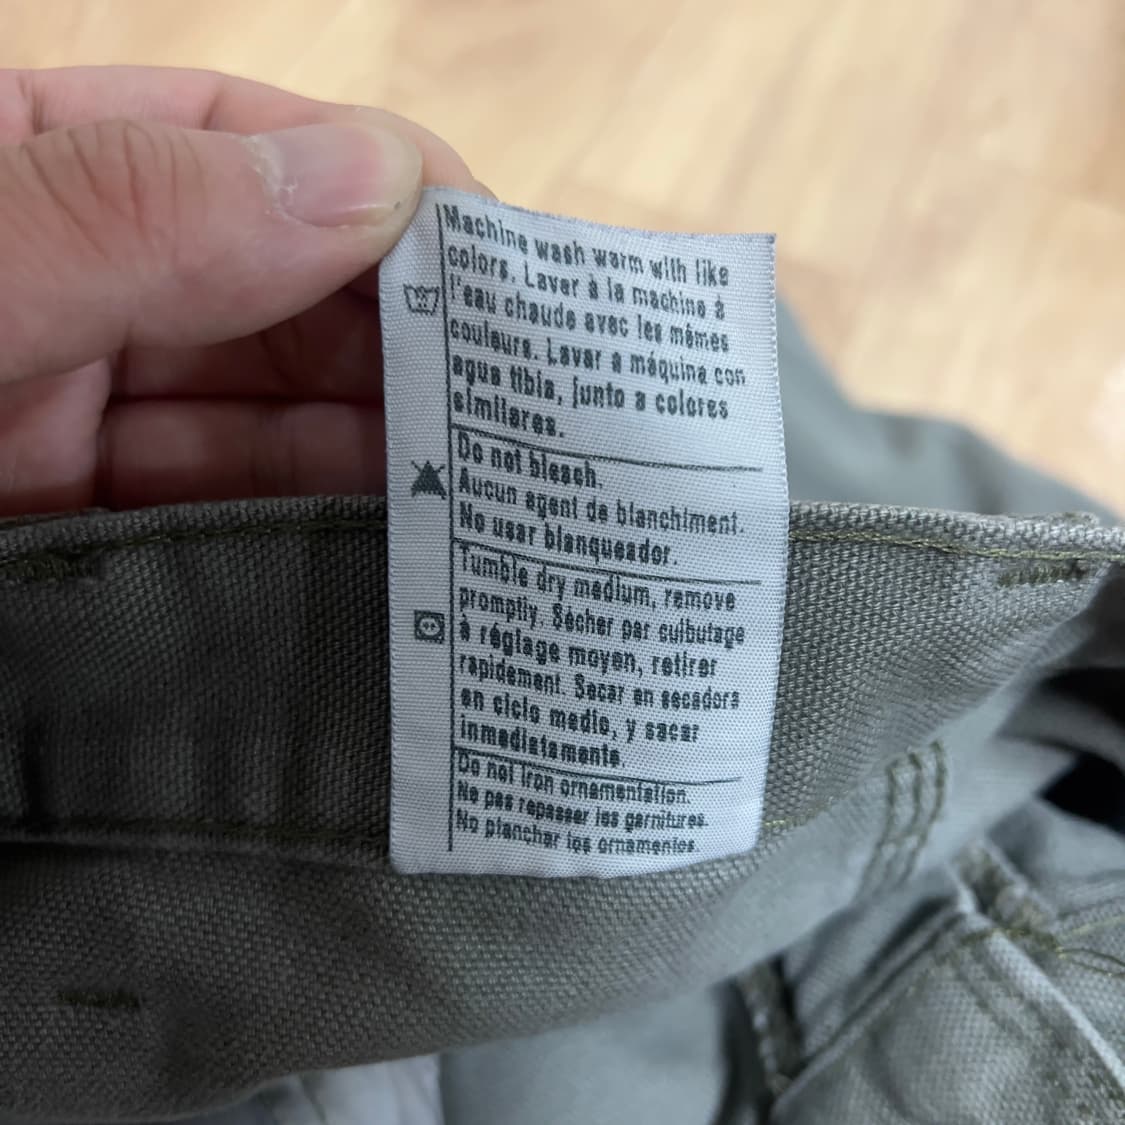 Machine wash warm with like
colors. Laver à la machine à
l'eau chaude avec les mêmes
couleurs. Lavar a máquina con
agua tibia, junto a colores
similares.
Do not bleach.
Aucun agent de blanchiment.
No usar blanqueador.
Tumble dry medium, remove
promptly. Sécher par culbutage
à réglage moyen, retirer
rapidement. Secar en secadora
en ciclo medio, y sacar
inmediatamente.
Do not iron ornamentation.
Ne pas repasser les garnitures.
No planchar los ornamentos